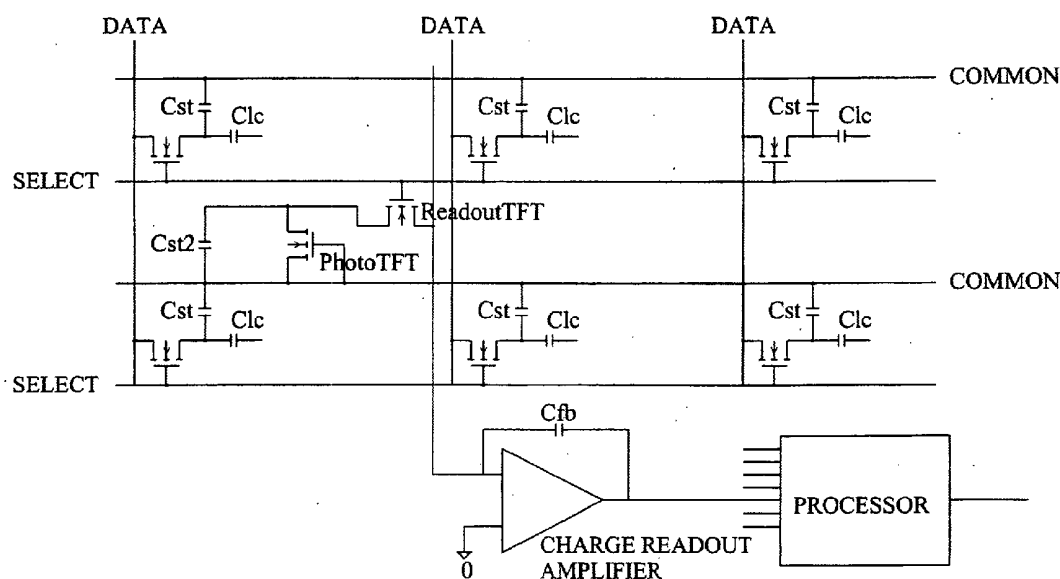 DATA DATA DATA
COMMON
Cst Clc Cst Clc Cst Clc
SELECT
ReadoutTFT
Cst2 PhotoTFT
COMMON
Cst Clc Cst Clc Cst Clc
SELECT
Cfb
PROCESSOR
CHARGE READOUT
AMPLIFIER
0